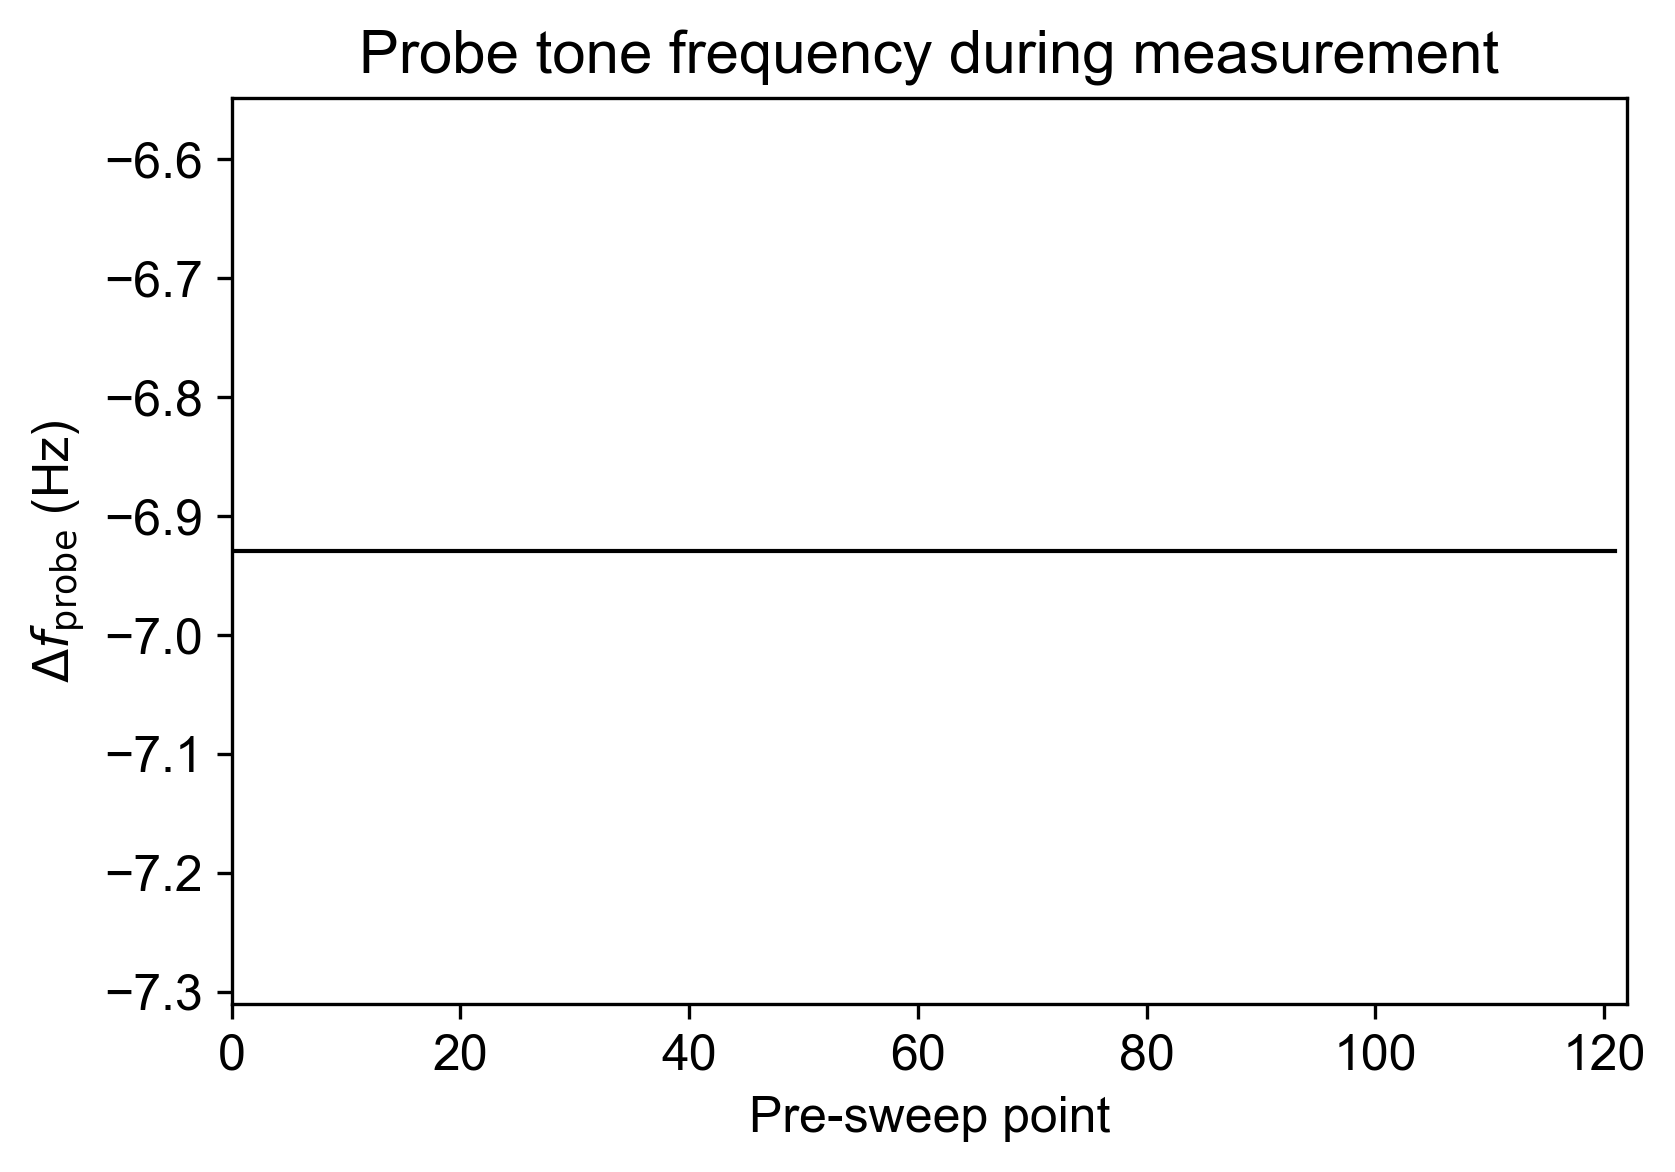 Probe tone frequency during measurement
−6.6
−6.7
−6.8
−6.9
−7.0
−7.1
−7.2
−7.3
Δf_probe (Hz)
0 20 40 60 80 100 120
Pre-sweep point